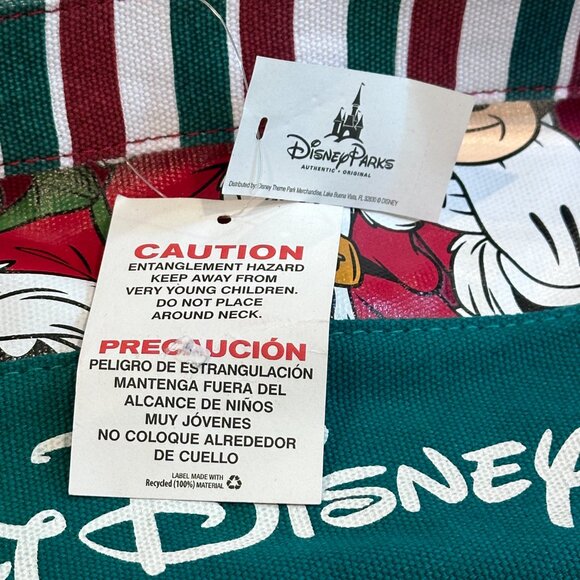 Disney Parks
AUTHENTIC • ORIGINAL
Distributed by: Disney Theme Park Merchandise, Lake Buena Vista, FL 32830 © DISNEY
CAUTION
ENTANGLEMENT HAZARD
KEEP AWAY FROM
VERY YOUNG CHILDREN.
DO NOT PLACE
AROUND NECK.
PRECAUCIÓN
PELIGRO DE ESTRANGULACIÓN
MANTENGA FUERA DEL
ALCANCE DE NIÑOS
MUY JÓVENES
NO COLOQUE ALREDEDOR
DE CUELLO
LABEL MADE WITH
Recycled (100%) MATERIAL
Disney